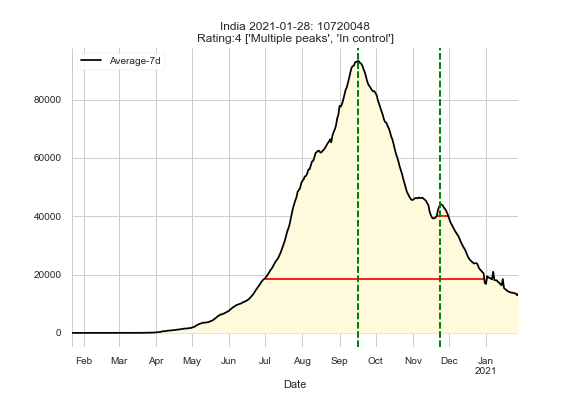 India 2021-01-28: 10720048
Rating:4 ['Multiple peaks', 'In control']
Average-7d
80000
60000
40000
20000
0
Feb Mar Apr May Jun Jul Aug Sep Oct Nov Dec Jan
2021
Date